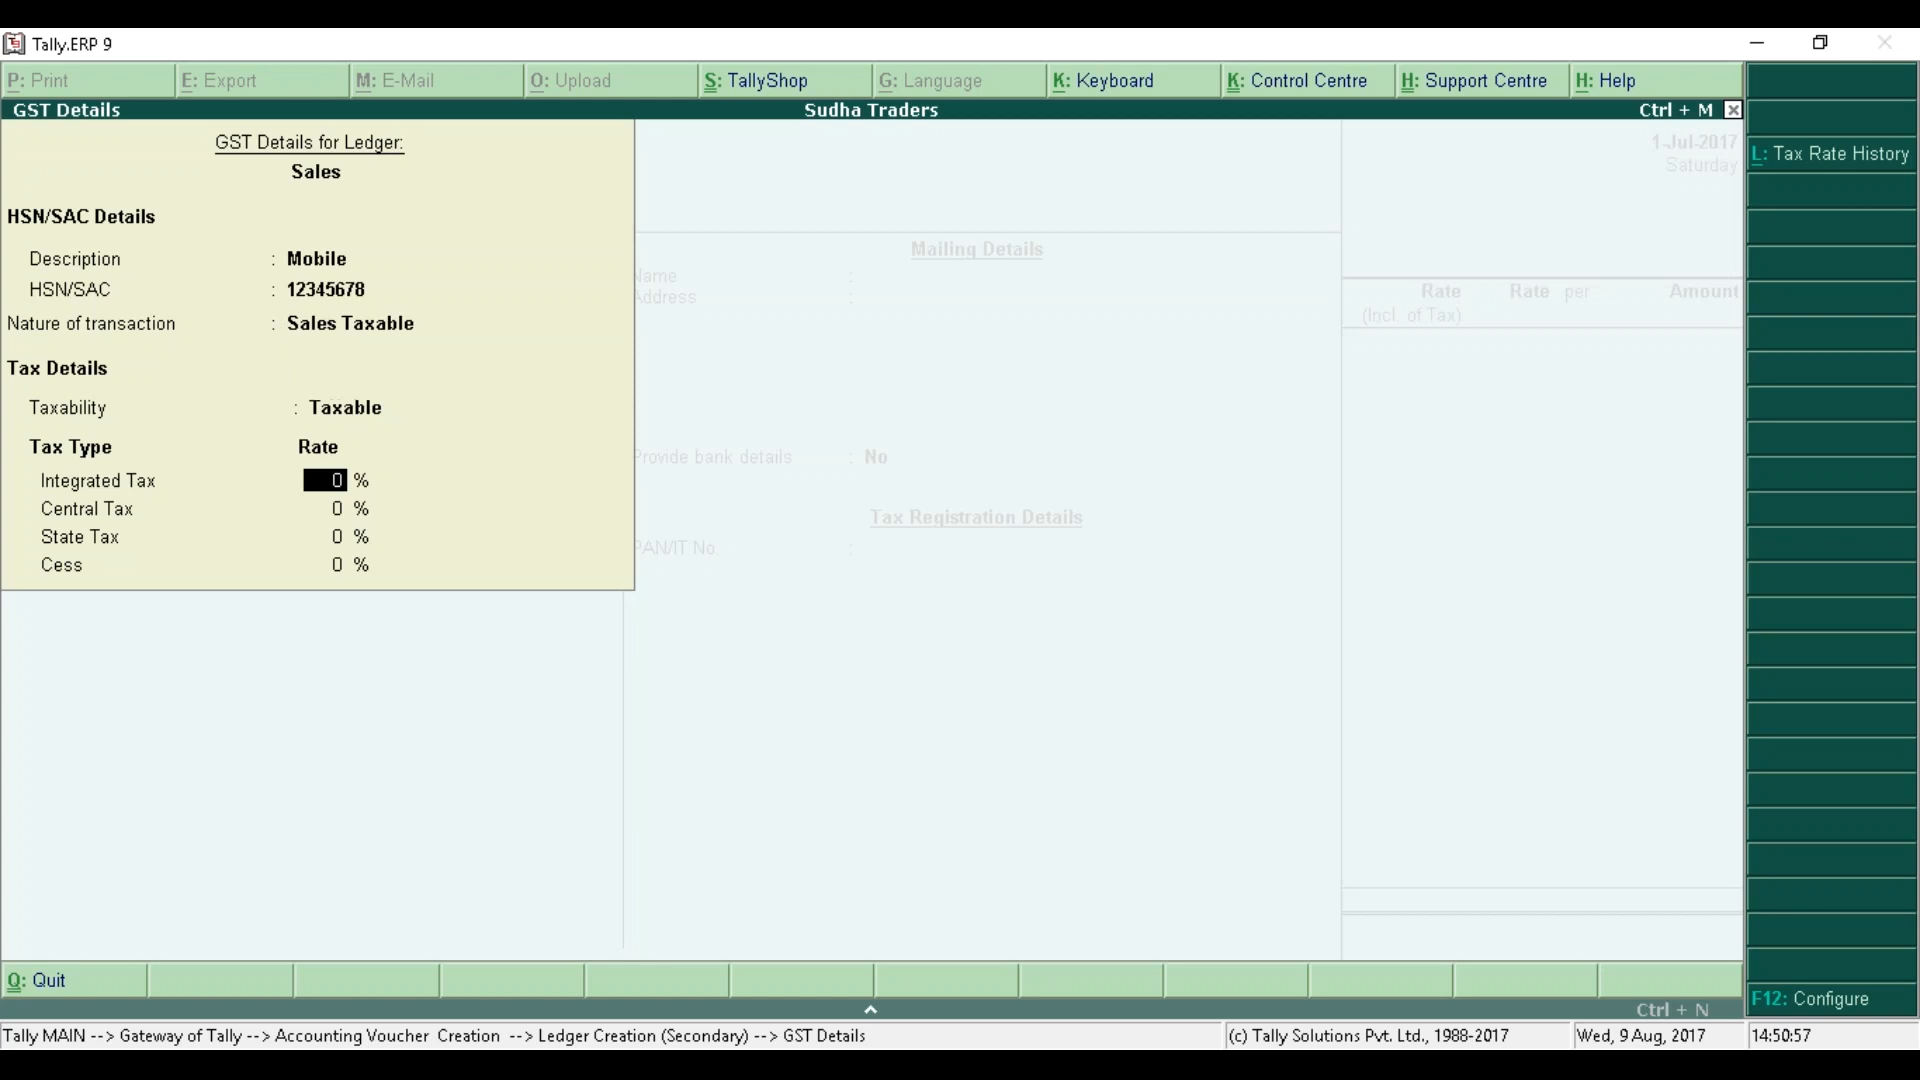 Tally.ERP 9
P: Print E: Export M: E-Mail O: Upload S: TallyShop G: Language K: Keyboard K: Control Centre H: Support Centre H: Help
GST Details Sudha Traders Ctrl + M
GST Details for Ledger:
Sales
HSN/SAC Details
Description : Mobile
HSN/SAC : 12345678
Nature of transaction : Sales Taxable
Tax Details
Taxability : Taxable
Tax Type Rate
Integrated Tax 0 %
Central Tax 0 %
State Tax 0 %
Cess 0 %
Mailing Details
Name :
Address :
Provide bank details : No
Tax Registration Details
PAN/IT No :
1-Jul-2017
Saturday
Rate Rate per Amount
(Incl. of Tax)
L: Tax Rate History
F12: Configure
Q: Quit
Ctrl + N
Tally MAIN --> Gateway of Tally --> Accounting Voucher Creation --> Ledger Creation (Secondary) --> GST Details (c) Tally Solutions Pvt. Ltd., 1988-2017 Wed, 9 Aug, 2017 14:50:57